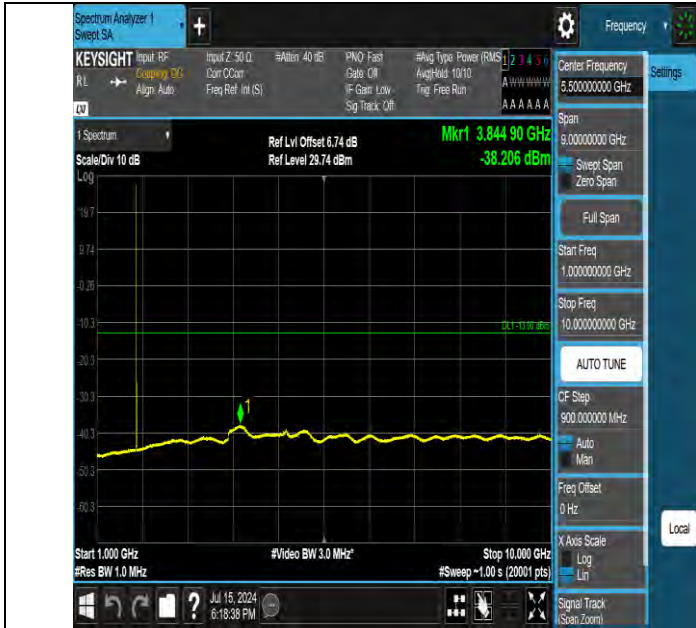 Spectrum Analyzer 1
Swept SA
Frequency
KEYSIGHT
RL
Input: RF
Coupling: DC
Align: Auto
Input Z: 50 Ω
Corr CCorr
Freq Ref: Int (S)
#Atten: 40 dB
PNO: Fast
Gate: Off
IF Gain: Low
Sig Track: Off
#Avg Type: Power (RMS
Avg|Hold: 10/10
Trig: Free Run
1 2 3 4 5 6
A W W W W W
A A A A A A
Settings
Center Frequency
5.500000000 GHz
Span
9.00000000 GHz
Swept Span
Zero Span
Full Span
Start Freq
1.000000000 GHz
Stop Freq
10.000000000 GHz
AUTO TUNE
CF Step
900.000000 MHz
Auto
Man
Freq Offset
0 Hz
X Axis Scale
Log
Lin
Signal Track
(Span Zoom)
Local
1 Spectrum
Scale/Div 10 dB
Log
Ref Lvl Offset 6.74 dB
Ref Level 29.74 dBm
Mkr1 3.844 90 GHz
-38.206 dBm
19.7
9.74
-0.26
-10.3
-20.3
-30.3
-40.3
-50.3
-60.3
DL1 -13.00 dBm
1
Start 1.000 GHz
#Res BW 1.0 MHz
#Video BW 3.0 MHz*
Stop 10.000 GHz
#Sweep ~1.00 s (20001 pts)
Jul 15, 2024
6:18:38 PM